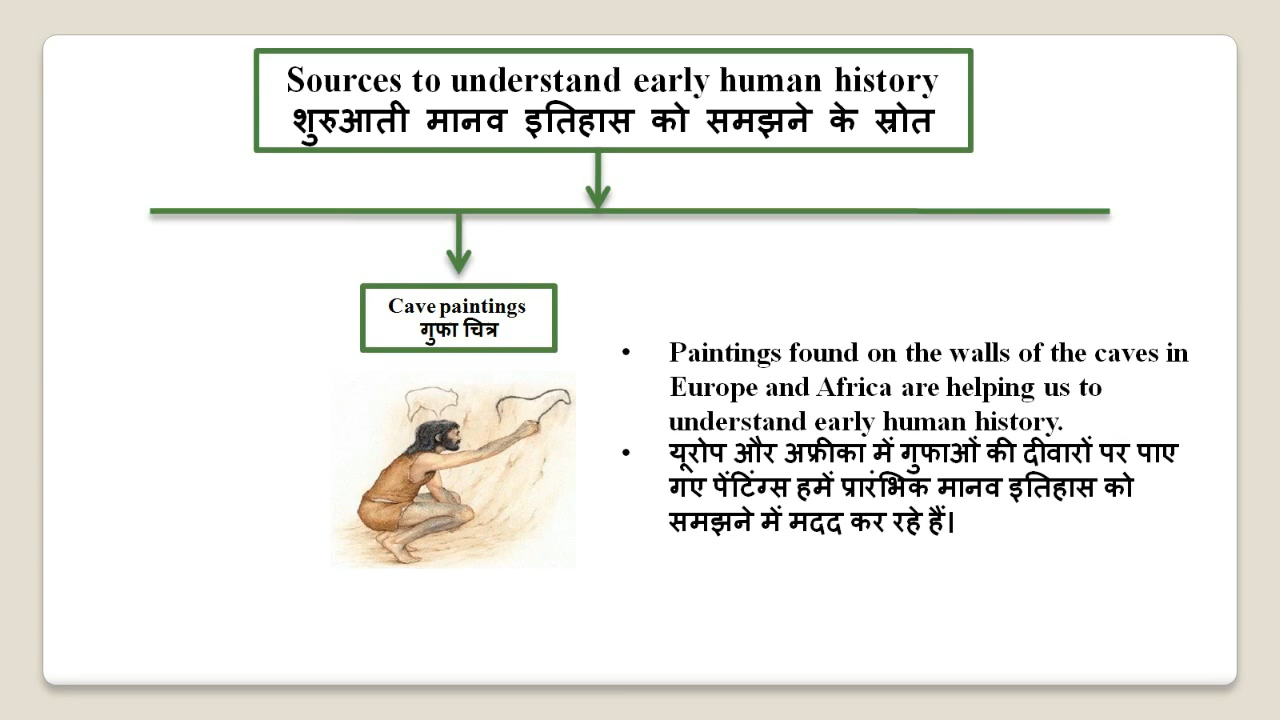 Sources to understand early human history
शुरुआती मानव इतिहास को समझने के स्रोत
Cave paintings
गुफा चित्र
• Paintings found on the walls of the caves in
Europe and Africa are helping us to
understand early human history.
• यूरोप और अफ्रीका में गुफाओं की दीवारों पर पाए
गए पेंटिंग्स हमें प्रारंभिक मानव इतिहास को
समझने में मदद कर रहे हैं।